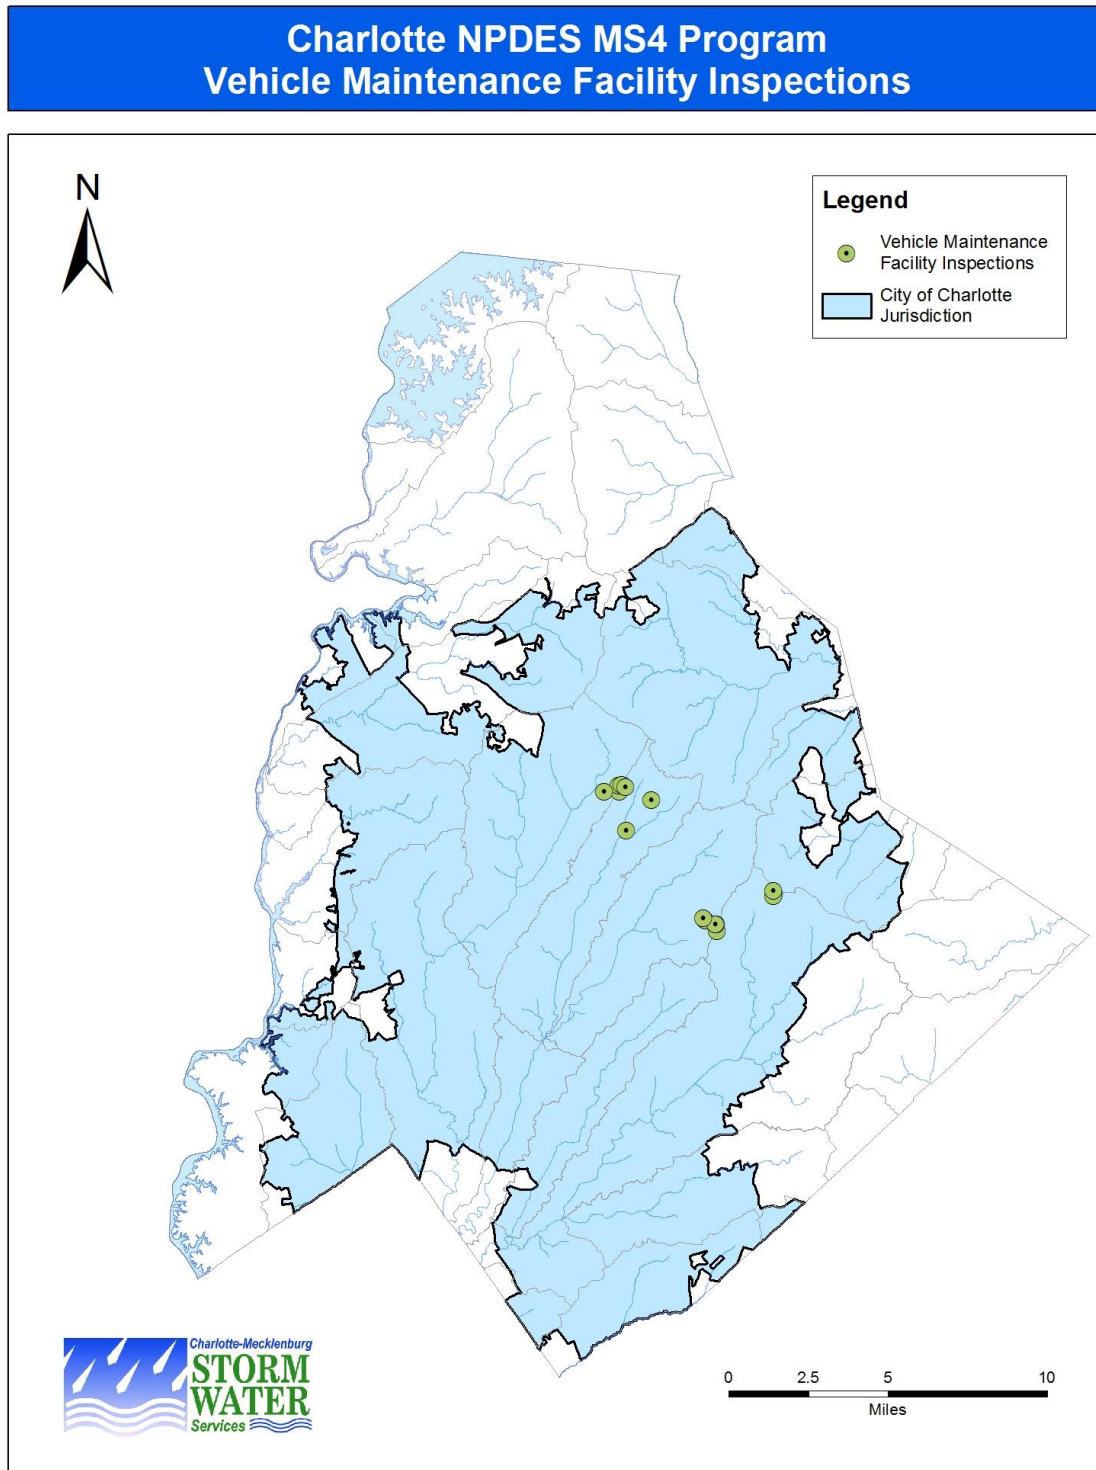 Charlotte NPDES MS4 Program
Vehicle Maintenance Facility Inspections
N
Legend
Vehicle Maintenance
Facility Inspections
City of Charlotte
Jurisdiction
Charlotte-Mecklenburg
STORM
WATER
Services
0 2.5 5 10
Miles